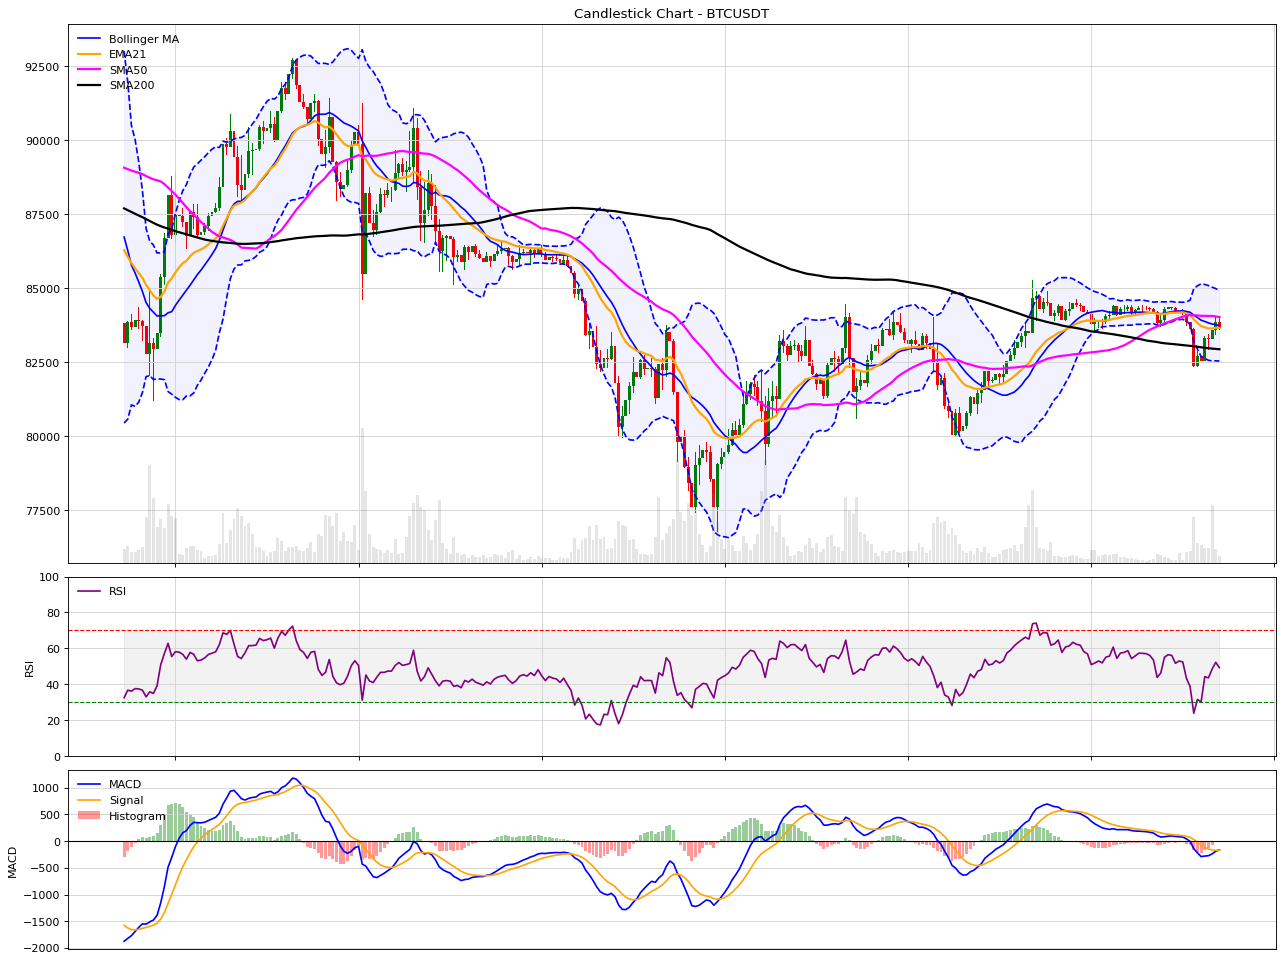 Candlestick Chart - BTCUSDT
Bollinger MA
EMA21
SMA50
SMA200
92500
90000
87500
85000
82500
80000
77500
RSI
100
80
60
40
20
0
RSI
MACD
Signal
Histogram
1000
500
0
−500
−1000
−1500
−2000
MACD